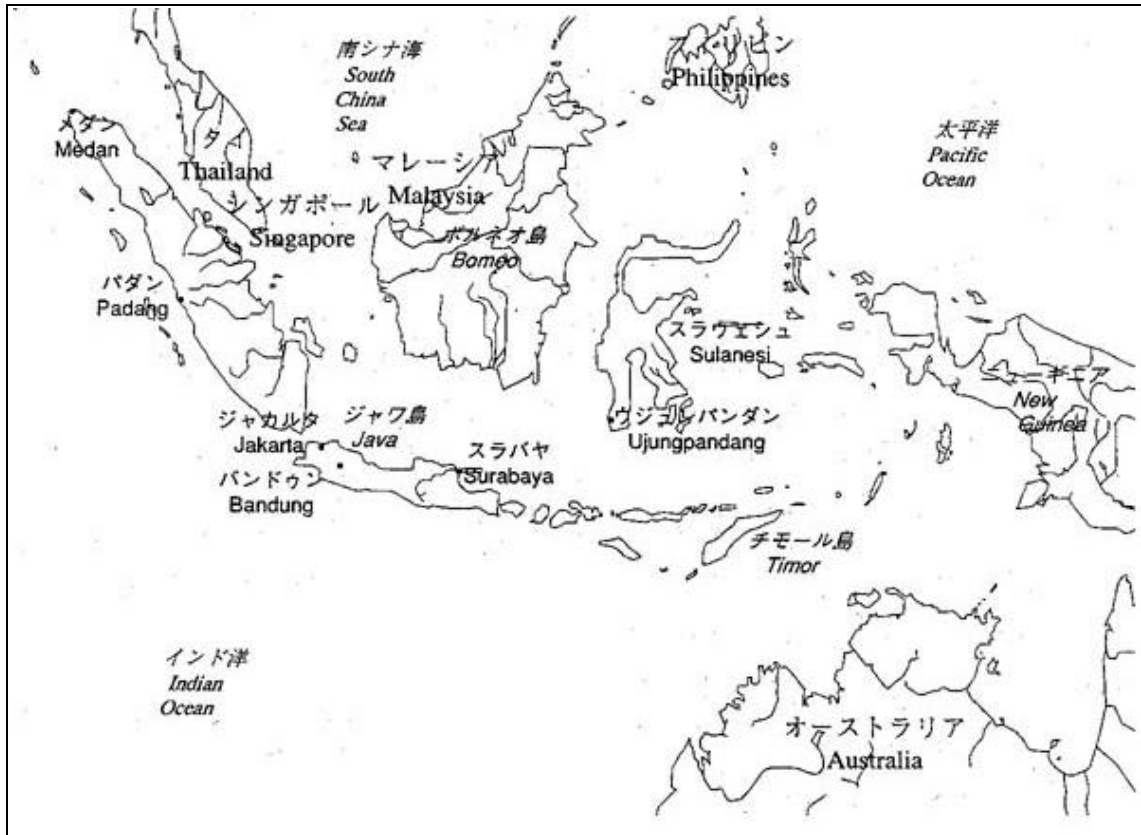 南シナ海
South
China
Sea
フィリピン
Philippines
太平洋
Pacific
Ocean
メダン
Medan
タイ
Thailand
マレーシア
Malaysia
シンガポール
Singapore
ボルネオ島
Borneo
パダン
Padang
スラウェシュ
Sulanesi
ニューギニア
New
Guinea
ジャカルタ
Jakarta
ジャワ島
Java
ウジュンパンダン
Ujungpandang
スラバヤ
Surabaya
バンドゥン
Bandung
チモール島
Timor
インド洋
Indian
Ocean
オーストラリア
Australia